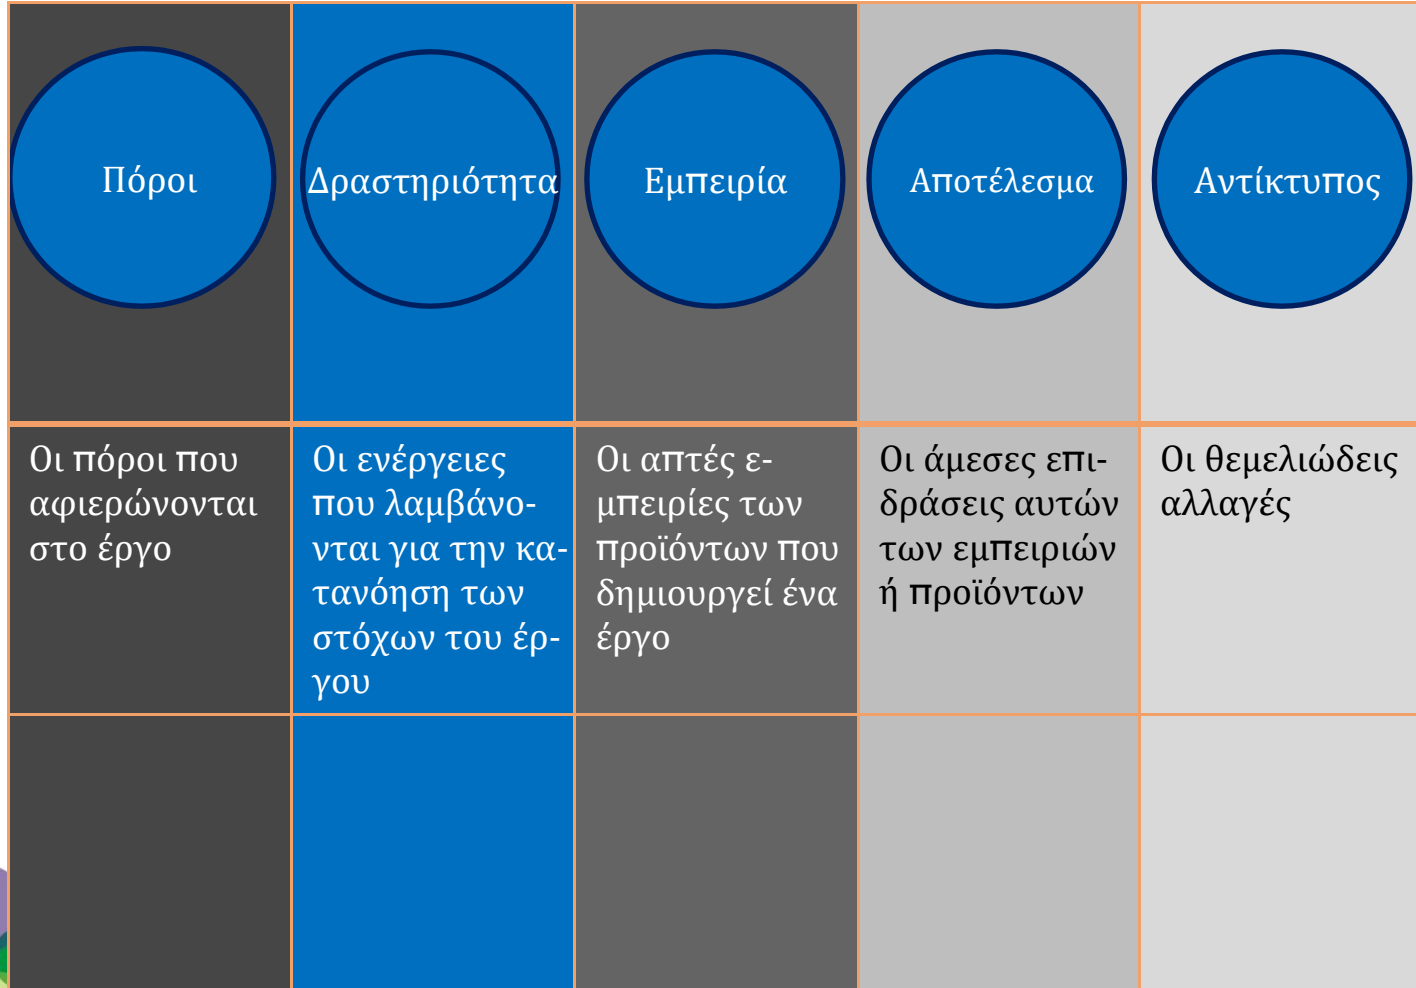 Πόροι
Δραστηριότητα
Εμπειρία
Αποτέλεσμα
Αντίκτυπος
Οι πόροι που
αφιερώνονται
στο έργο
Οι ενέργειες
που λαμβάνο-
νται για την κα-
τανόηση των
στόχων του έρ-
γου
Οι απτές ε-
μπειρίες των
προϊόντων που
δημιουργεί ένα
έργο
Οι άμεσες επι-
δράσεις αυτών
των εμπειριών
ή προϊόντων
Οι θεμελιώδεις
αλλαγές